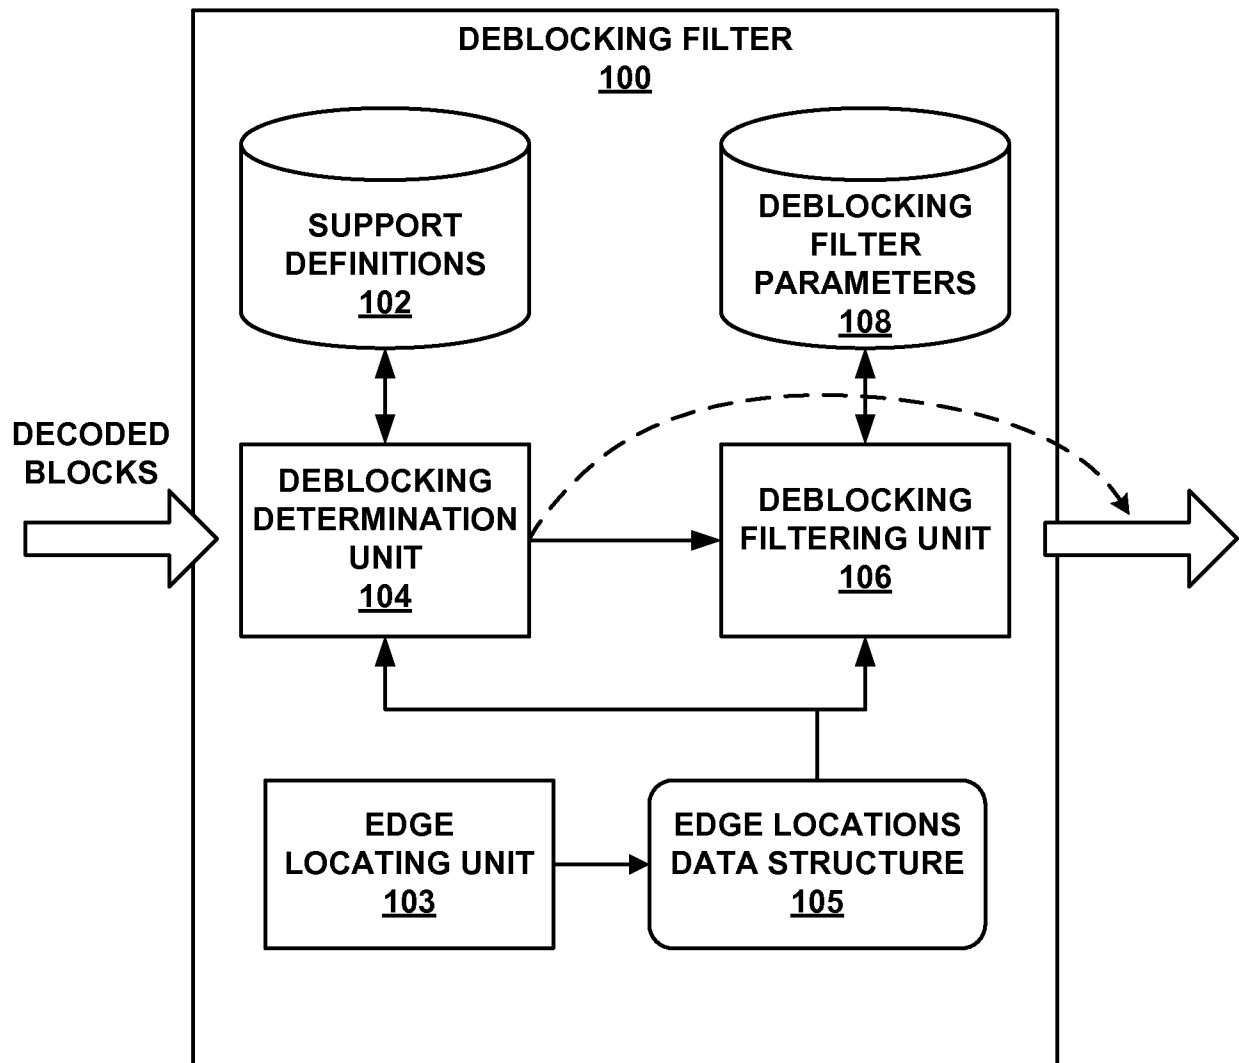 DEBLOCKING FILTER
100
SUPPORT
DEFINITIONS
102
DEBLOCKING
FILTER
PARAMETERS
108
DECODED
BLOCKS
DEBLOCKING
DETERMINATION
UNIT
104
DEBLOCKING
FILTERING UNIT
106
EDGE
LOCATING UNIT
103
EDGE LOCATIONS
DATA STRUCTURE
105